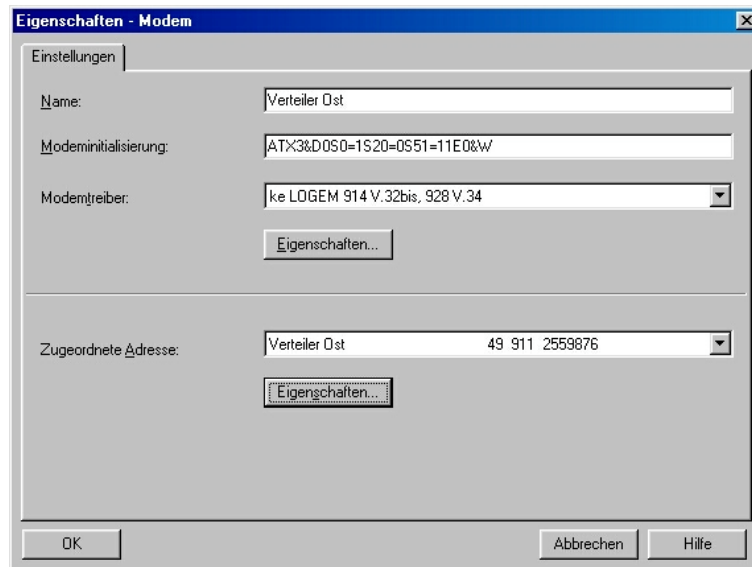 Eigenschaften - Modem
Einstellungen
Name: Verteiler Ost
Modeminitialisierung: ATX3&D0S0=1S20=0S51=11E0&W
Modemtreiber: ke LOGEM 914 V.32bis, 928 V.34
Eigenschaften...
Zugeordnete Adresse: Verteiler Ost 49 911 2559876
Eigenschaften...
OK Abbrechen Hilfe